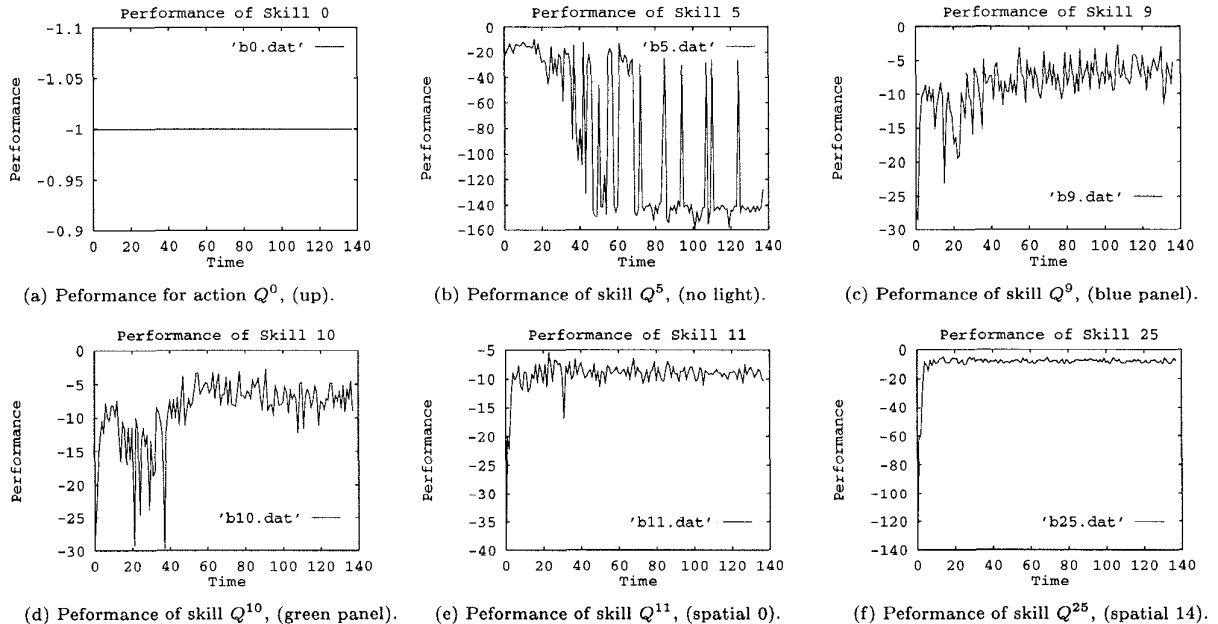 Performance of Skill 0
-1.1
-1.05
-1
-0.95
-0.9
Performance
'b0.dat'
0 20 40 60 80 100 120 140
Time
(a) Peformance for action Q^0, (up).
Performance of Skill 5
0
-20
-40
-60
-80
-100
-120
-140
-160
Performance
'b5.dat'
0 20 40 60 80 100 120 140
Time
(b) Peformance of skill Q^5, (no light).
Performance of Skill 9
0
-5
-10
-15
-20
-25
-30
Performance
'b9.dat'
0 20 40 60 80 100 120 140
Time
(c) Peformance of skill Q^9, (blue panel).
Performance of Skill 10
0
-5
-10
-15
-20
-25
-30
Performance
'b10.dat'
0 20 40 60 80 100 120 140
Time
(d) Peformance of skill Q^10, (green panel).
Performance of Skill 11
-5
-10
-15
-20
-25
-30
-35
-40
Performance
'b11.dat'
0 20 40 60 80 100 120 140
Time
(e) Peformance of skill Q^11, (spatial 0).
Performance of Skill 25
0
-20
-40
-60
-80
-100
-120
-140
Performance
'b25.dat'
0 20 40 60 80 100 120 140
Time
(f) Peformance of skill Q^25, (spatial 14).